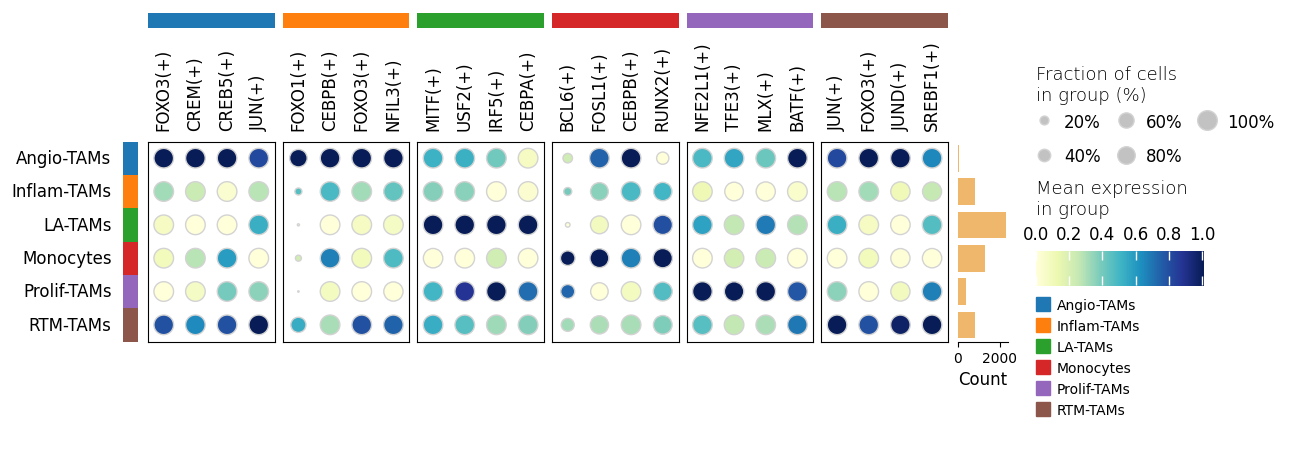 FOXO3(+) CREM(+) CREB5(+) JUN(+) FOXO1(+) CEBPB(+) FOXO3(+) NFIL3(+) MITF(+) USF2(+) IRF5(+) CEBPA(+) BCL6(+) FOSL1(+) CEBPB(+) RUNX2(+) NFE2L1(+) TFE3(+) MLX(+) BATF(+) JUN(+) FOXO3(+) JUND(+) SREBF1(+)
Angio-TAMs
Inflam-TAMs
LA-TAMs
Monocytes
Prolif-TAMs
RTM-TAMs
0 2000
Count
Fraction of cells
in group (%)
20% 60% 100%
40% 80%
Mean expression
in group
0.0 0.2 0.4 0.6 0.8 1.0
Angio-TAMs
Inflam-TAMs
LA-TAMs
Monocytes
Prolif-TAMs
RTM-TAMs